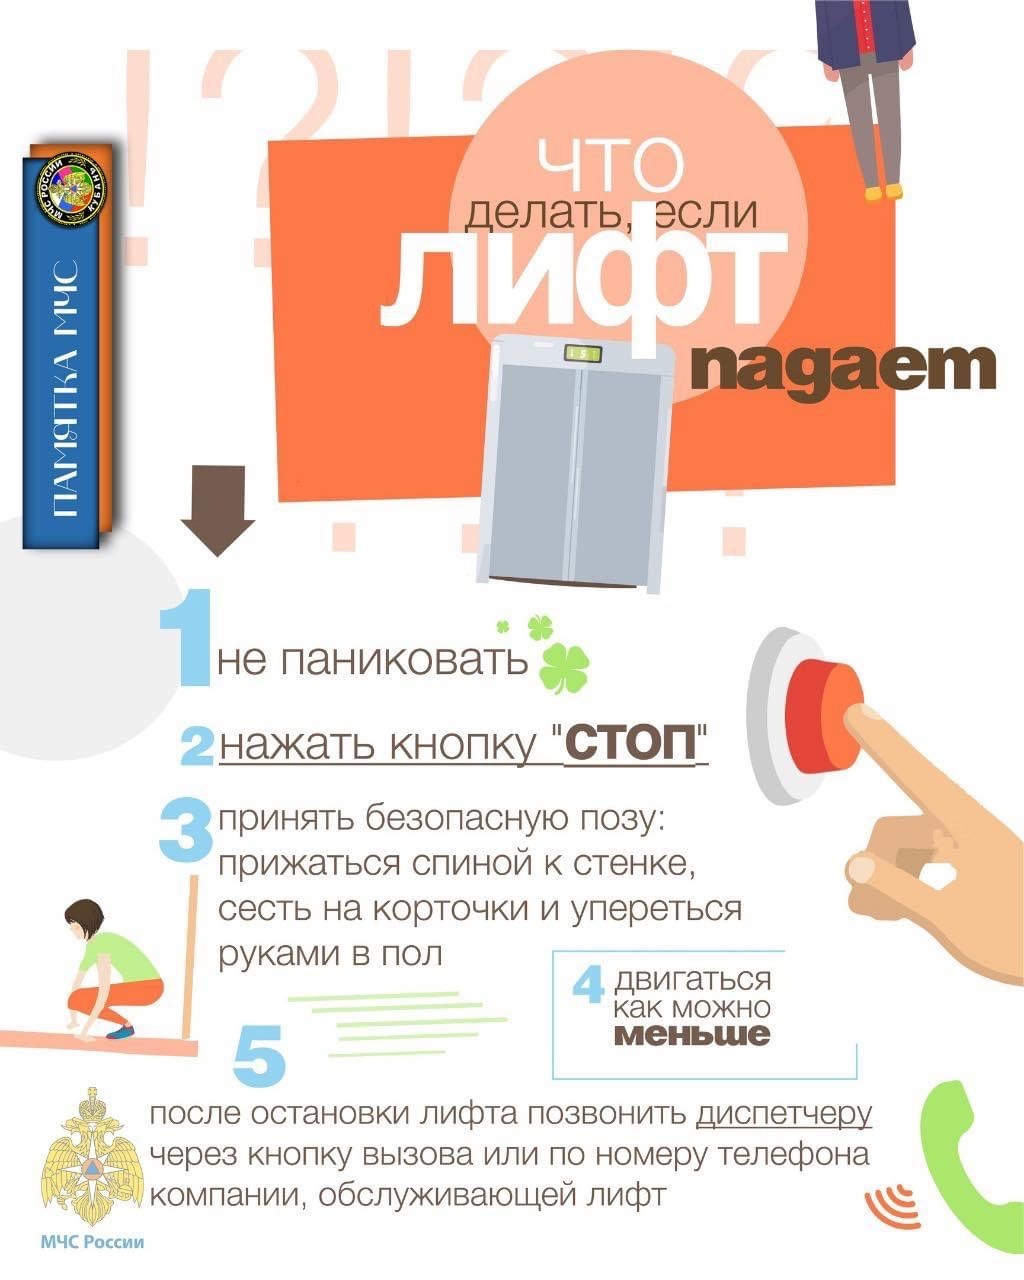 МЧС РОССИИ
КУБАНЬ
ПАМЯТКА МЧС
ЧТО
делать, если
лифт
падает
1 не паниковать
2 нажать кнопку "СТОП"
3 принять безопасную позу:
прижаться спиной к стенке,
сесть на корточки и упереться
руками в пол
4 двигаться
как можно
меньше
5
после остановки лифта позвонить диспетчеру
через кнопку вызова или по номеру телефона
компании, обслуживающей лифт
МЧС России